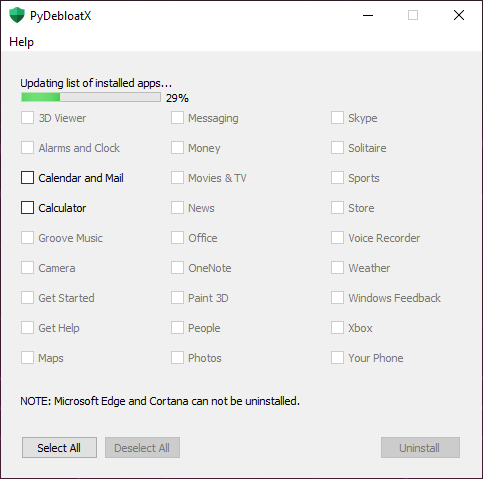 PyDebloatX
Help
Updating list of installed apps...
29%
3D Viewer Messaging Skype
Alarms and Clock Money Solitaire
Calendar and Mail Movies & TV Sports
Calculator News Store
Groove Music Office Voice Recorder
Camera OneNote Weather
Get Started Paint 3D Windows Feedback
Get Help People Xbox
Maps Photos Your Phone
NOTE: Microsoft Edge and Cortana can not be uninstalled.
Select All Deselect All Uninstall